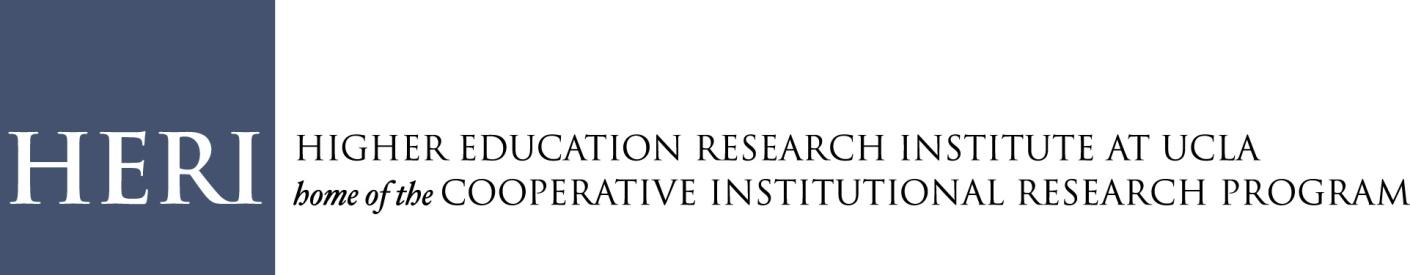 HERI
HIGHER EDUCATION RESEARCH INSTITUTE AT UCLA
home of the COOPERATIVE INSTITUTIONAL RESEARCH PROGRAM